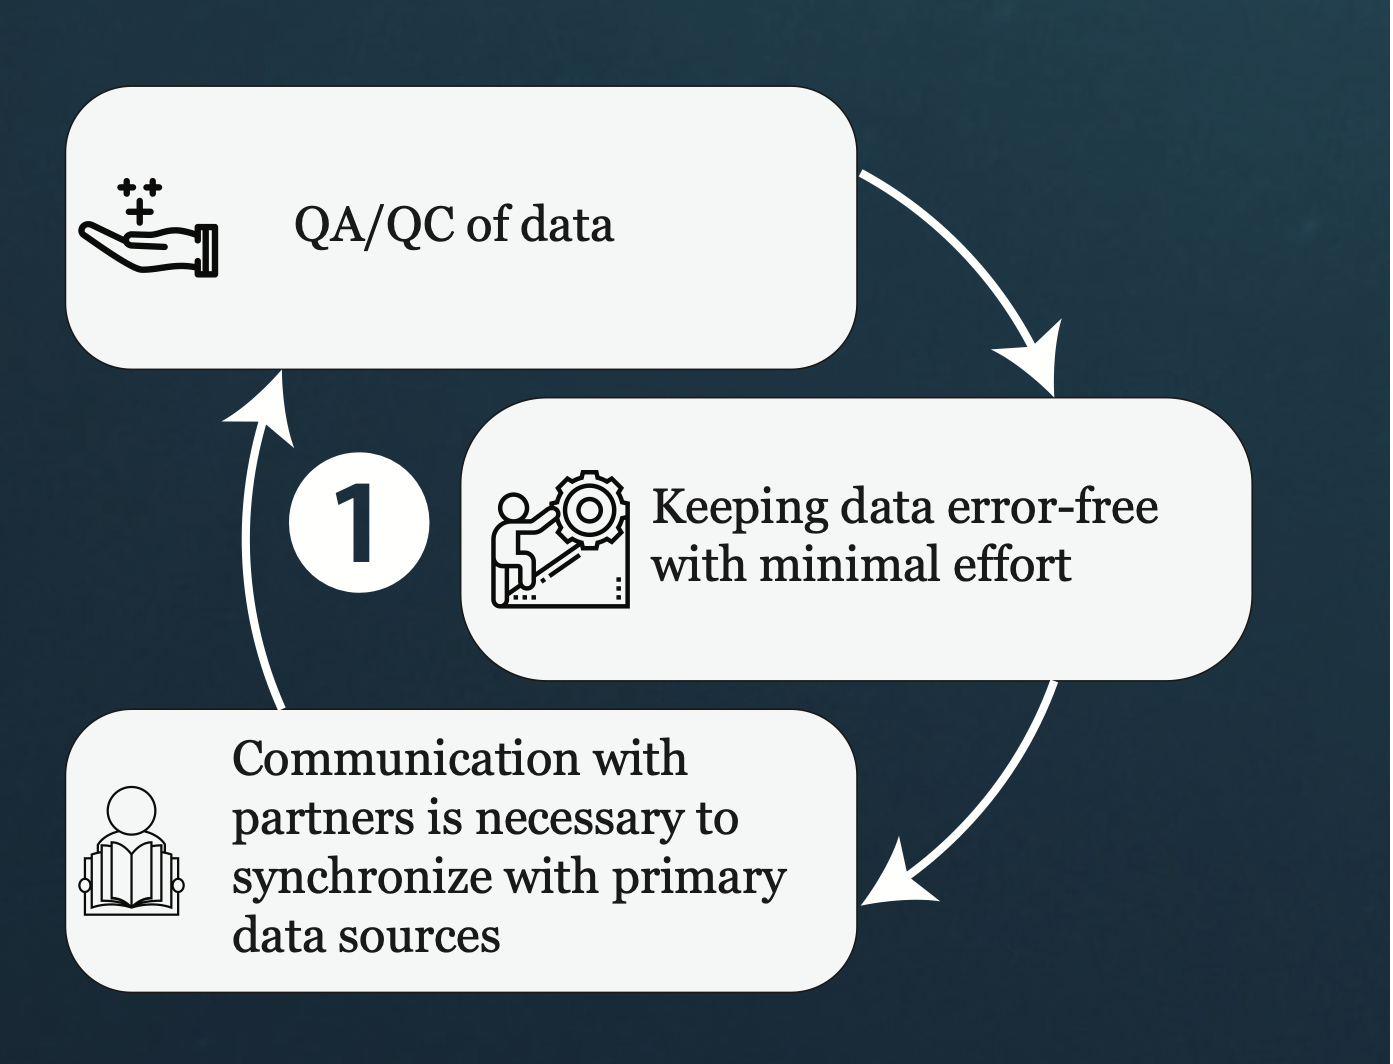 QA/QC of data
1
Keeping data error-free
with minimal effort
Communication with
partners is necessary to
synchronize with primary
data sources